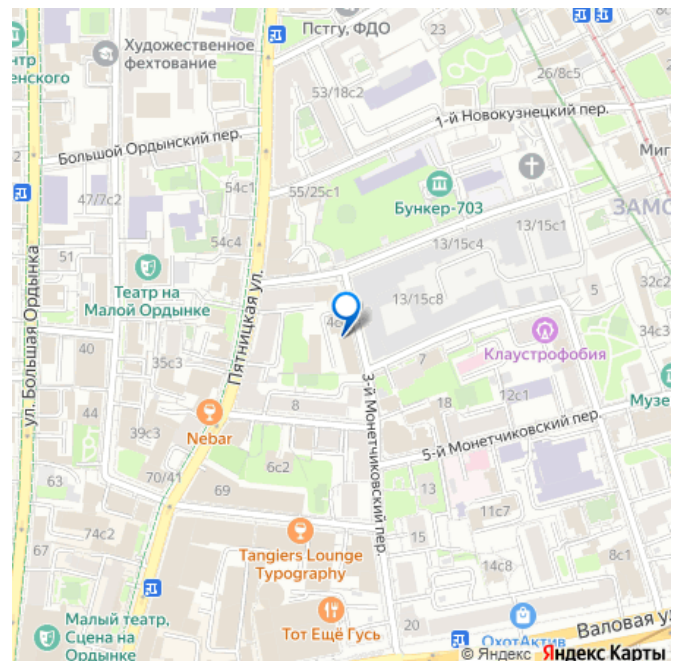 Пстгу, ФДО
23
Художественное
фехтование
нтр
енского
26/8с5
53/18с2
1-й Новокузнецкий пер.
Большой Ордынский пер.
Миг
54с1
47/7с2
55/25с1
Бункер-703
ЗАМО
13/15с1
13/15с4
54с4
51
ул. Большая Ордынка
Театр на
Малой Ордынке
Пятницкая ул.
13/15с8
5
32с2
34с3
Клаустрофобия
40
35с3
7
3-й Монетчиковский пер.
12с1
Музе
44
8
18
Nebar
39с3
5-й Монетчиковский пер.
6с2
63
70/41
69
13
11с7
74с2
67
15
Tangiers Lounge
Typography
14с8
8с1
Малый театр,
Сцена на
Ордынке
Тот Ещё Гусь
20
ОхотАктив
Валовая у
© Яндекс Яндекс Карты